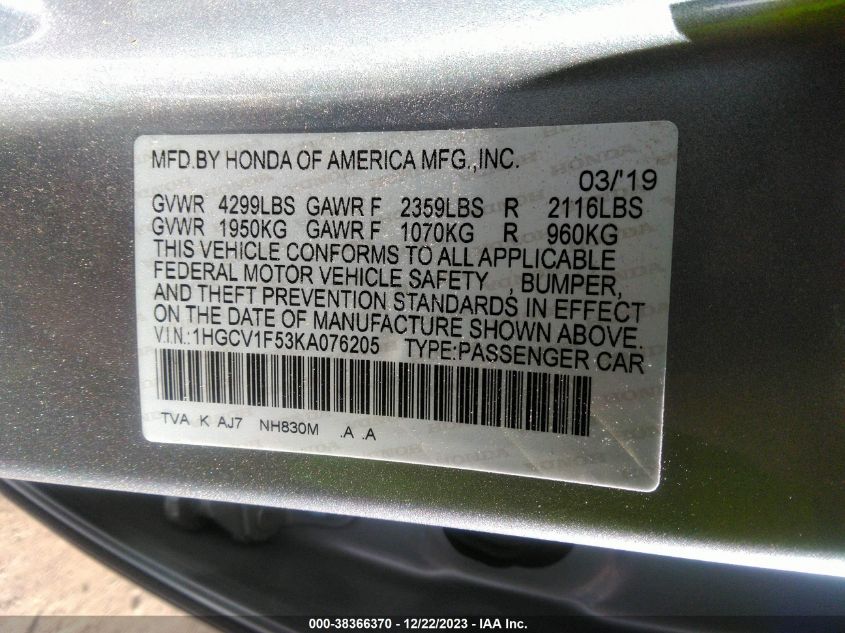 MFD.BY HONDA OF AMERICA MFG.,INC.
03/'19
GVWR 4299LBS GAWR F 2359LBS R 2116LBS
GVWR 1950KG GAWR F 1070KG R 960KG
THIS VEHICLE CONFORMS TO ALL APPLICABLE
FEDERAL MOTOR VEHICLE SAFETY , BUMPER,
AND THEFT PREVENTION STANDARDS IN EFFECT
ON THE DATE OF MANUFACTURE SHOWN ABOVE.
V.I.N.:1HGCV1F53KA076205 TYPE:PASSENGER CAR
TVA K AJ7 NH830M .A .A
000-38366370 - 12/22/2023 - IAA Inc.